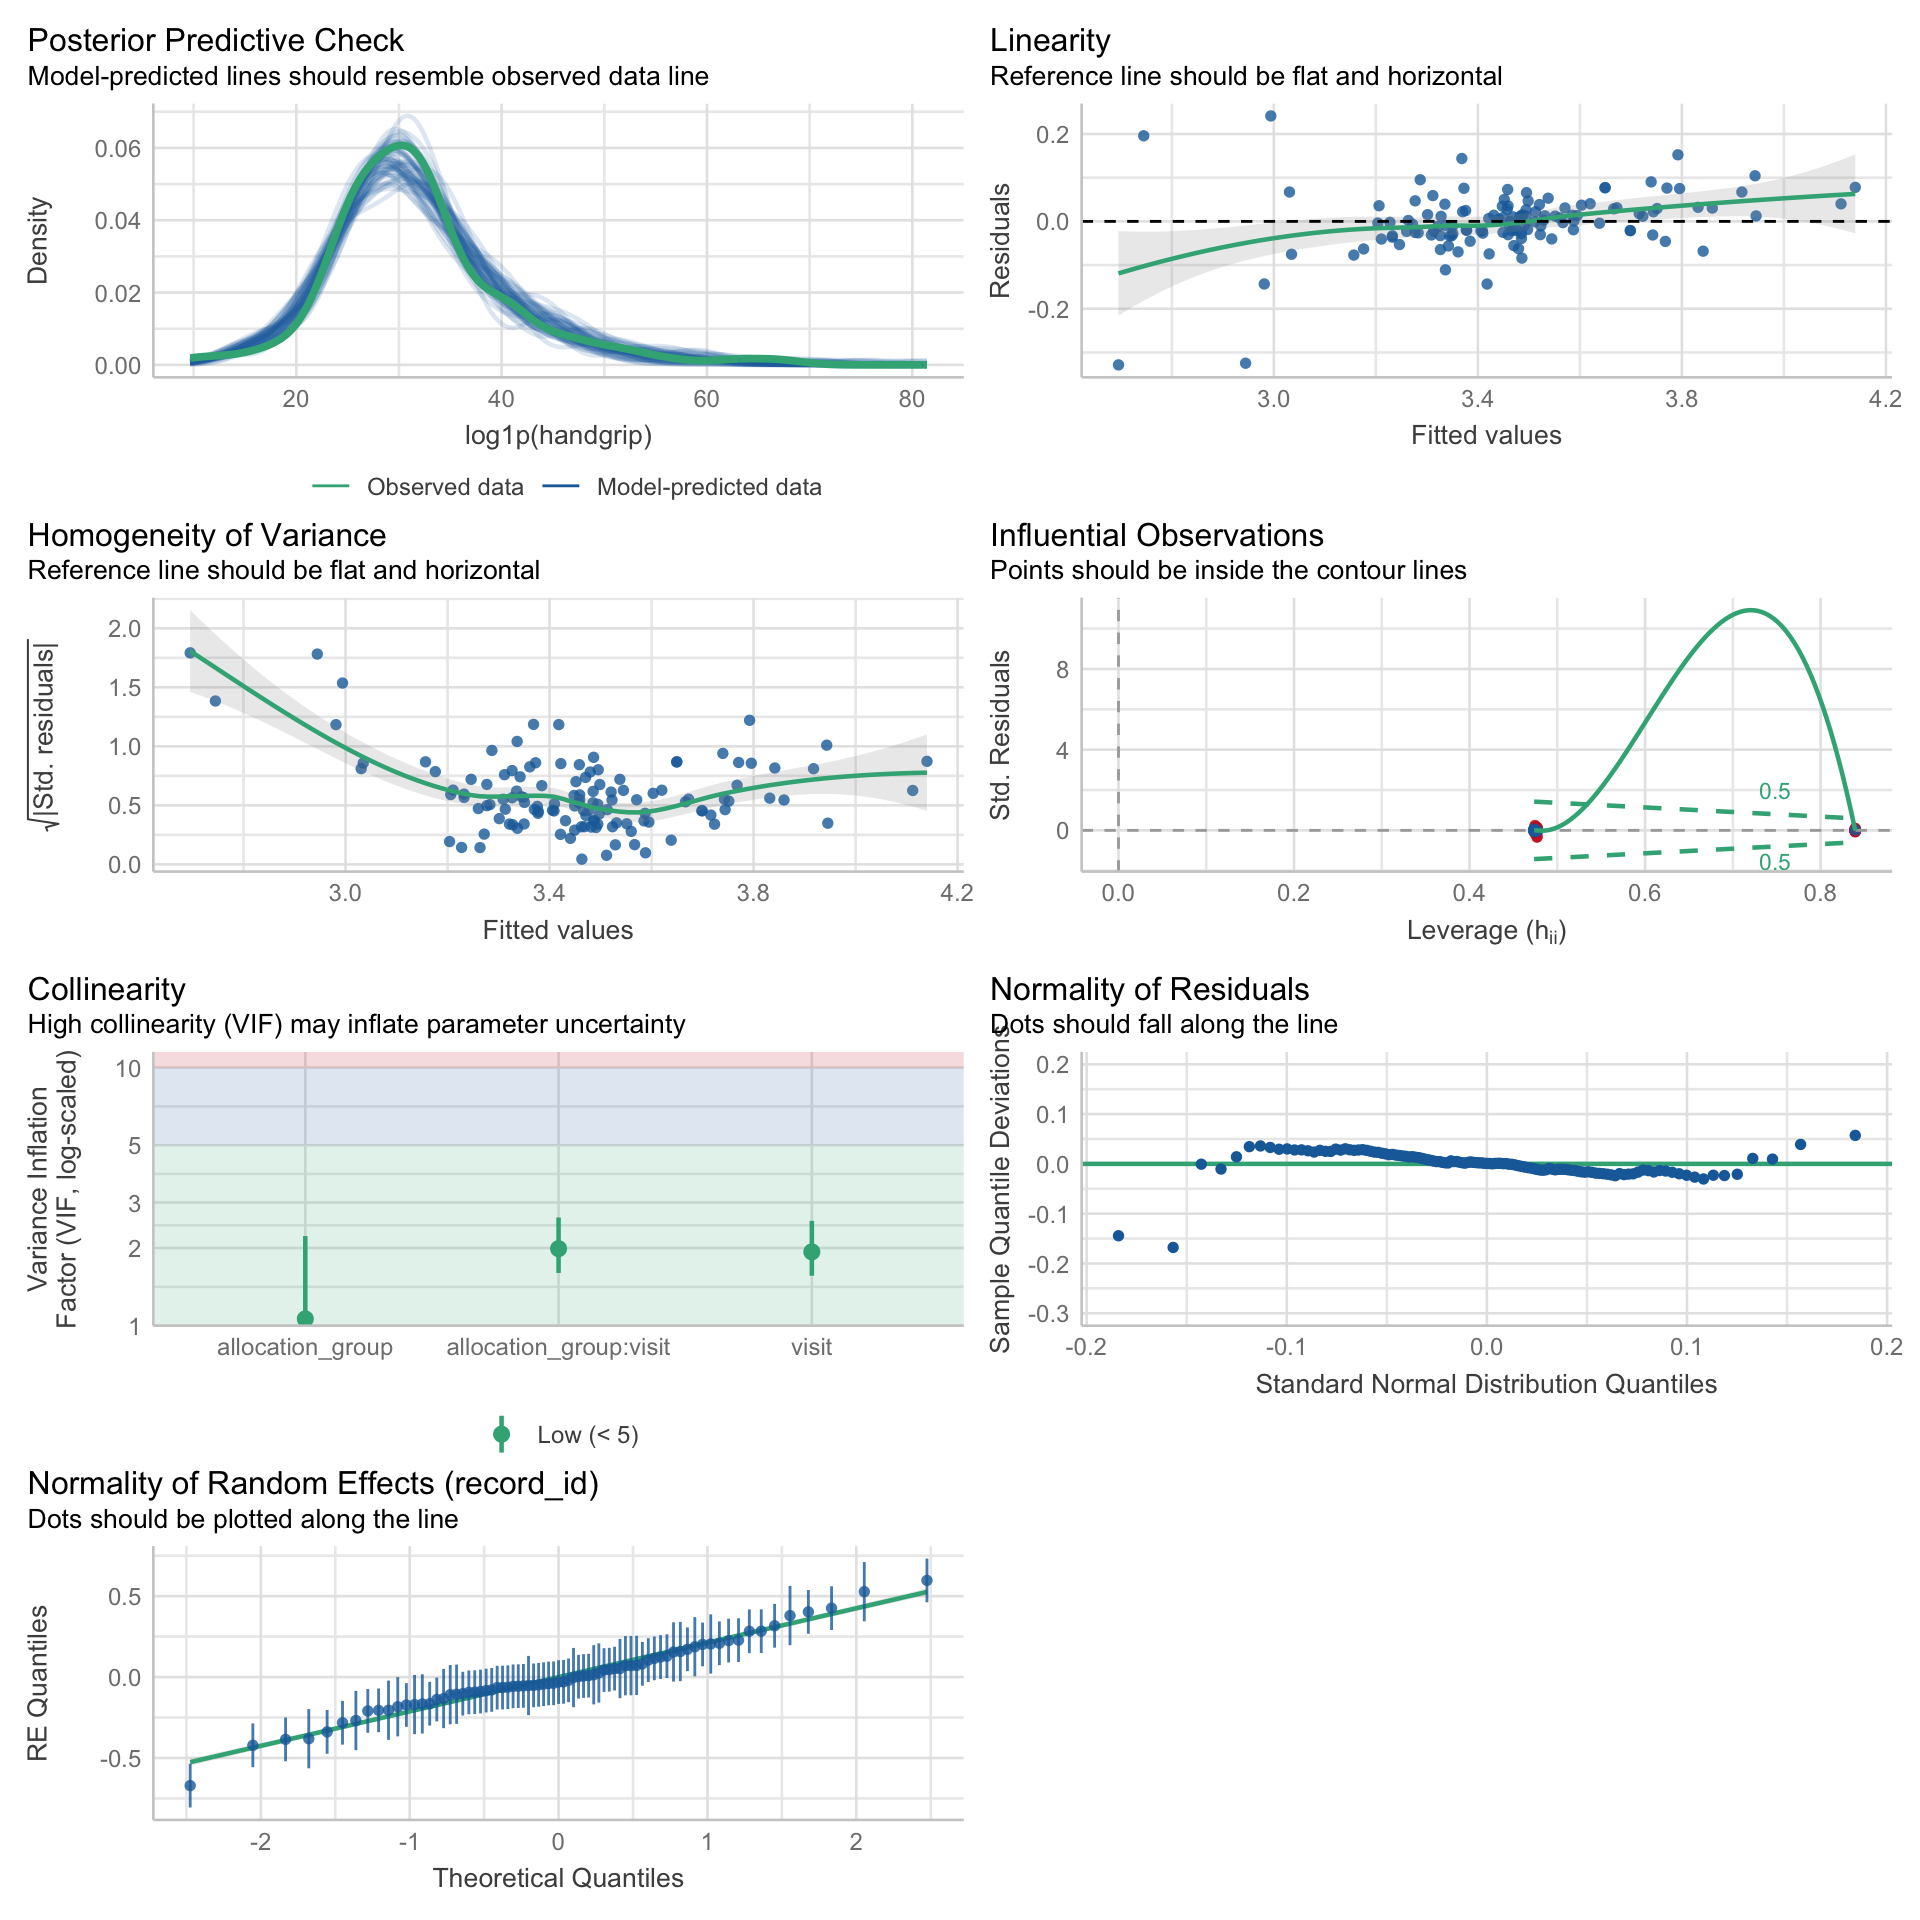 Posterior Predictive Check
Model-predicted lines should resemble observed data line
0.06
0.04
0.02
0.00
Density
20 40 60 80
log1p(handgrip)
Observed data Model-predicted data
Linearity
Reference line should be flat and horizontal
0.2
0.0
-0.2
Residuals
3.0 3.4 3.8 4.2
Fitted values
Homogeneity of Variance
Reference line should be flat and horizontal
2.0
1.5
1.0
0.5
0.0
√|Std. residuals|
3.0 3.4 3.8 4.2
Fitted values
Influential Observations
Points should be inside the contour lines
8
4
0
Std. Residuals
0.5
0.5
0.0 0.2 0.4 0.6 0.8
Leverage (hii)
Collinearity
High collinearity (VIF) may inflate parameter uncertainty
10
5
3
2
1
Variance Inflation
Factor (VIF, log-scaled)
allocation_group allocation_group:visit visit
Low (< 5)
Normality of Residuals
Dots should fall along the line
0.2
0.1
0.0
-0.1
-0.2
-0.3
Sample Quantile Deviations
-0.2 -0.1 0.0 0.1 0.2
Standard Normal Distribution Quantiles
Normality of Random Effects (record_id)
Dots should be plotted along the line
0.5
0.0
-0.5
RE Quantiles
-2 -1 0 1 2
Theoretical Quantiles